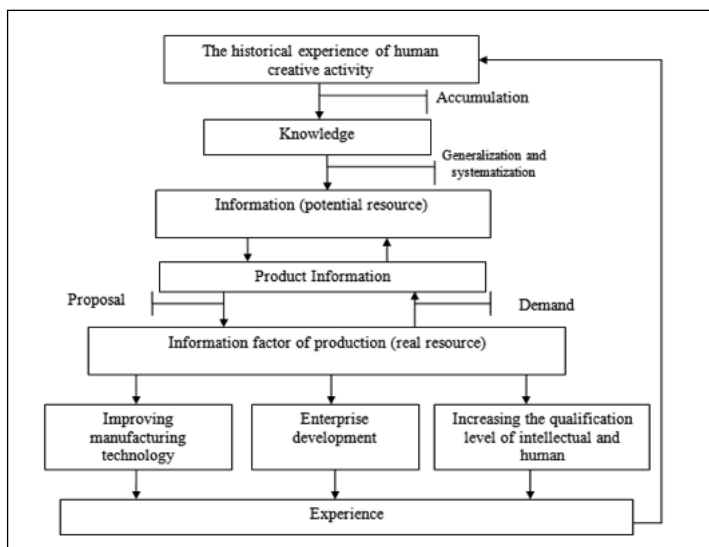 The historical experience of human
creative activity
Accumulation
Knowledge
Generalization and
systematization
Information (potential resource)
Product Information
Proposal
Demand
Information factor of production (real resource)
Improving
manufacturing
technology
Enterprise
development
Increasing the qualification
level of intellectual and
human
Experience